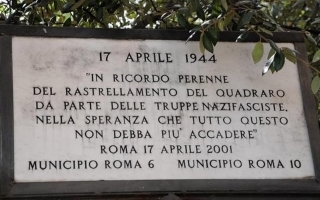 17 APRILE 1944
"IN RICORDO PERENNE
DEL RASTRELLAMENTO DEL QUADRARO
DA PARTE DELLE TRUPPE NAZIFASCISTE,
NELLA SPERANZA CHE TUTTO QUESTO
NON DEBBA PIU' ACCADERE"
ROMA 17 APRILE 2001
MUNICIPIO ROMA 6 MUNICIPIO ROMA 10